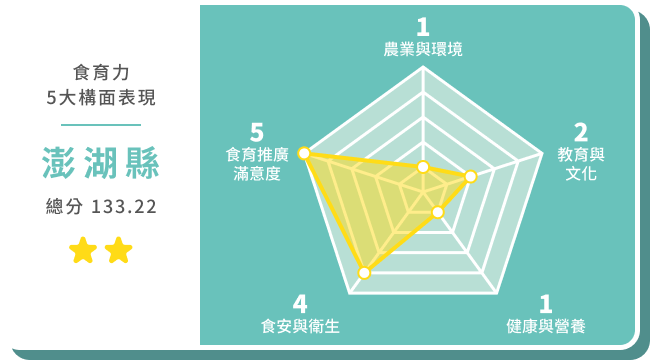 食育力
5大構面表現
澎湖縣
總分 133.22
1
農業與環境
2
教育與
文化
1
健康與營養
4
食安與衛生
5
食育推廣
滿意度